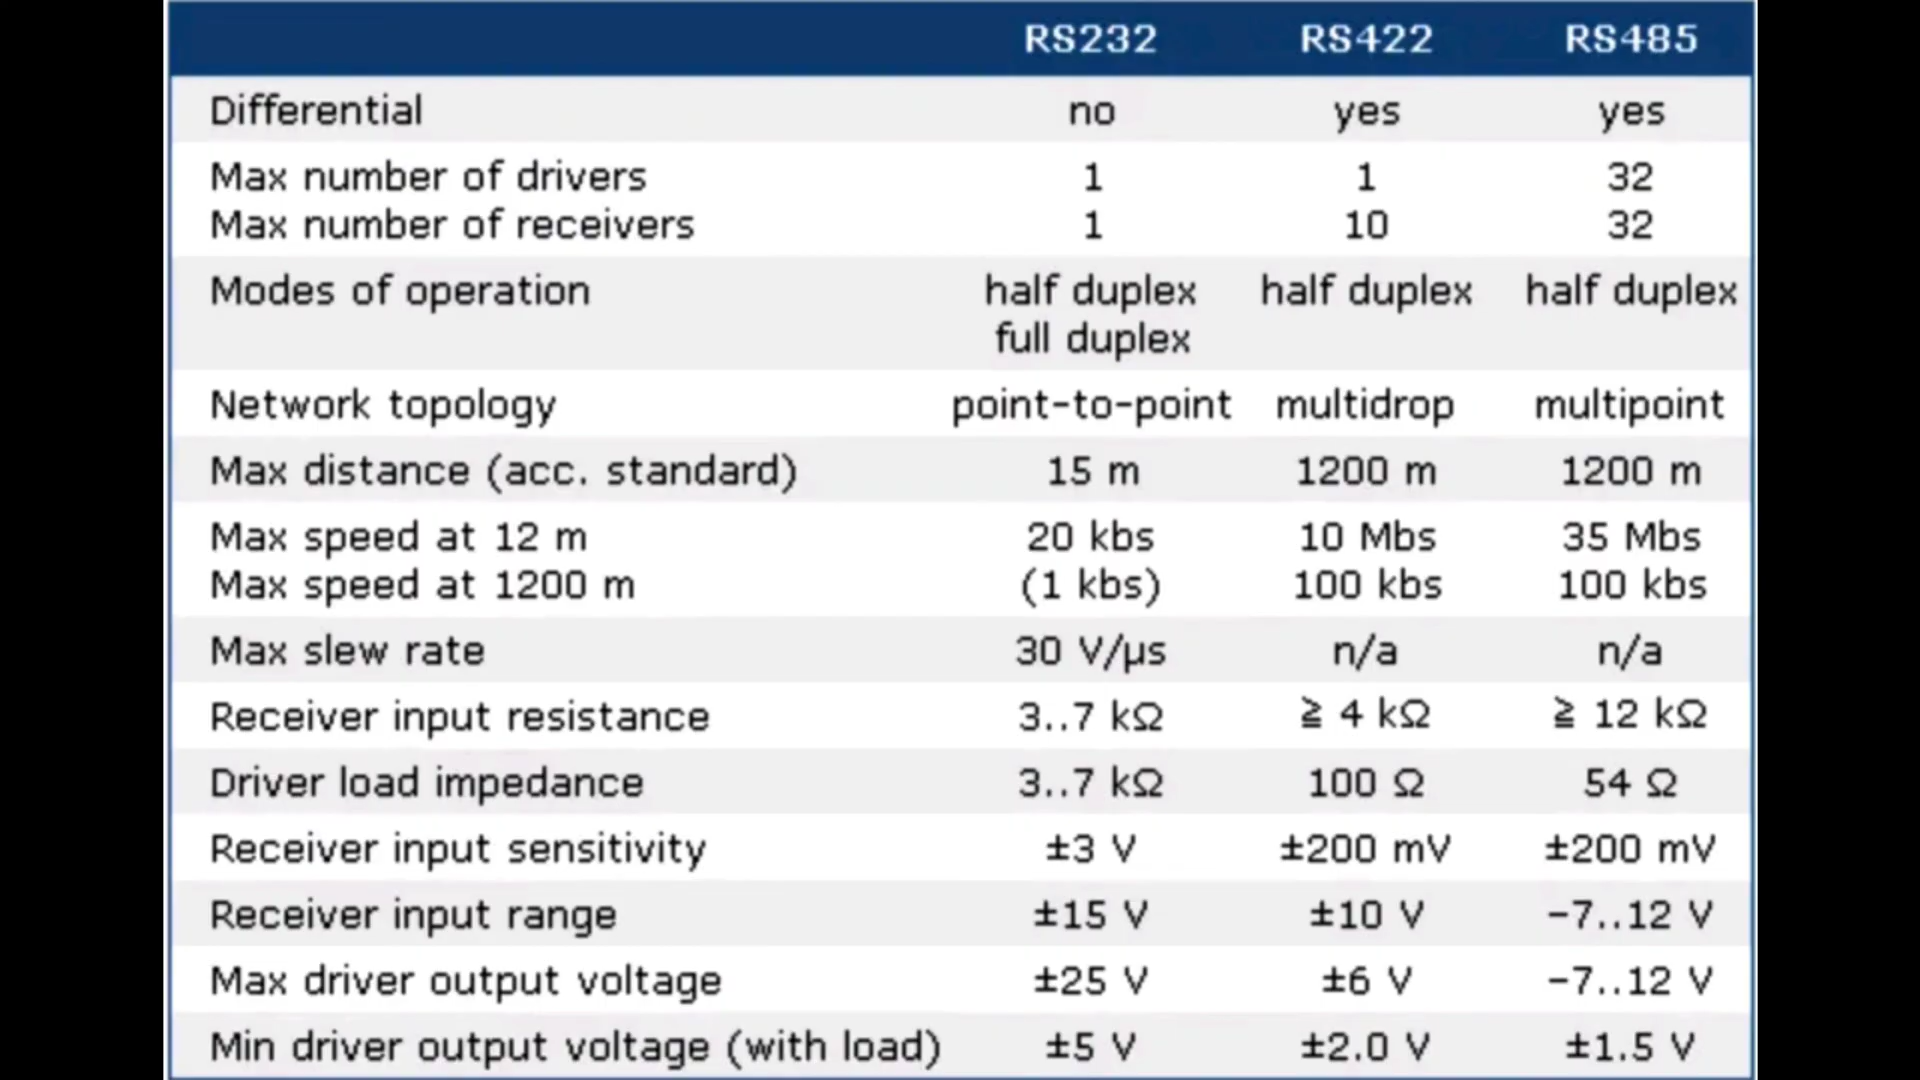 RS232 RS422 RS485
Differential no yes yes
Max number of drivers 1 1 32
Max number of receivers 1 10 32
Modes of operation half duplex half duplex half duplex
full duplex
Network topology point-to-point multidrop multipoint
Max distance (acc. standard) 15 m 1200 m 1200 m
Max speed at 12 m 20 kbs 10 Mbs 35 Mbs
Max speed at 1200 m (1 kbs) 100 kbs 100 kbs
Max slew rate 30 V/μs n/a n/a
Receiver input resistance 3..7 kΩ ≧ 4 kΩ ≧ 12 kΩ
Driver load impedance 3..7 kΩ 100 Ω 54 Ω
Receiver input sensitivity ±3 V ±200 mV ±200 mV
Receiver input range ±15 V ±10 V –7..12 V
Max driver output voltage ±25 V ±6 V –7..12 V
Min driver output voltage (with load) ±5 V ±2.0 V ±1.5 V